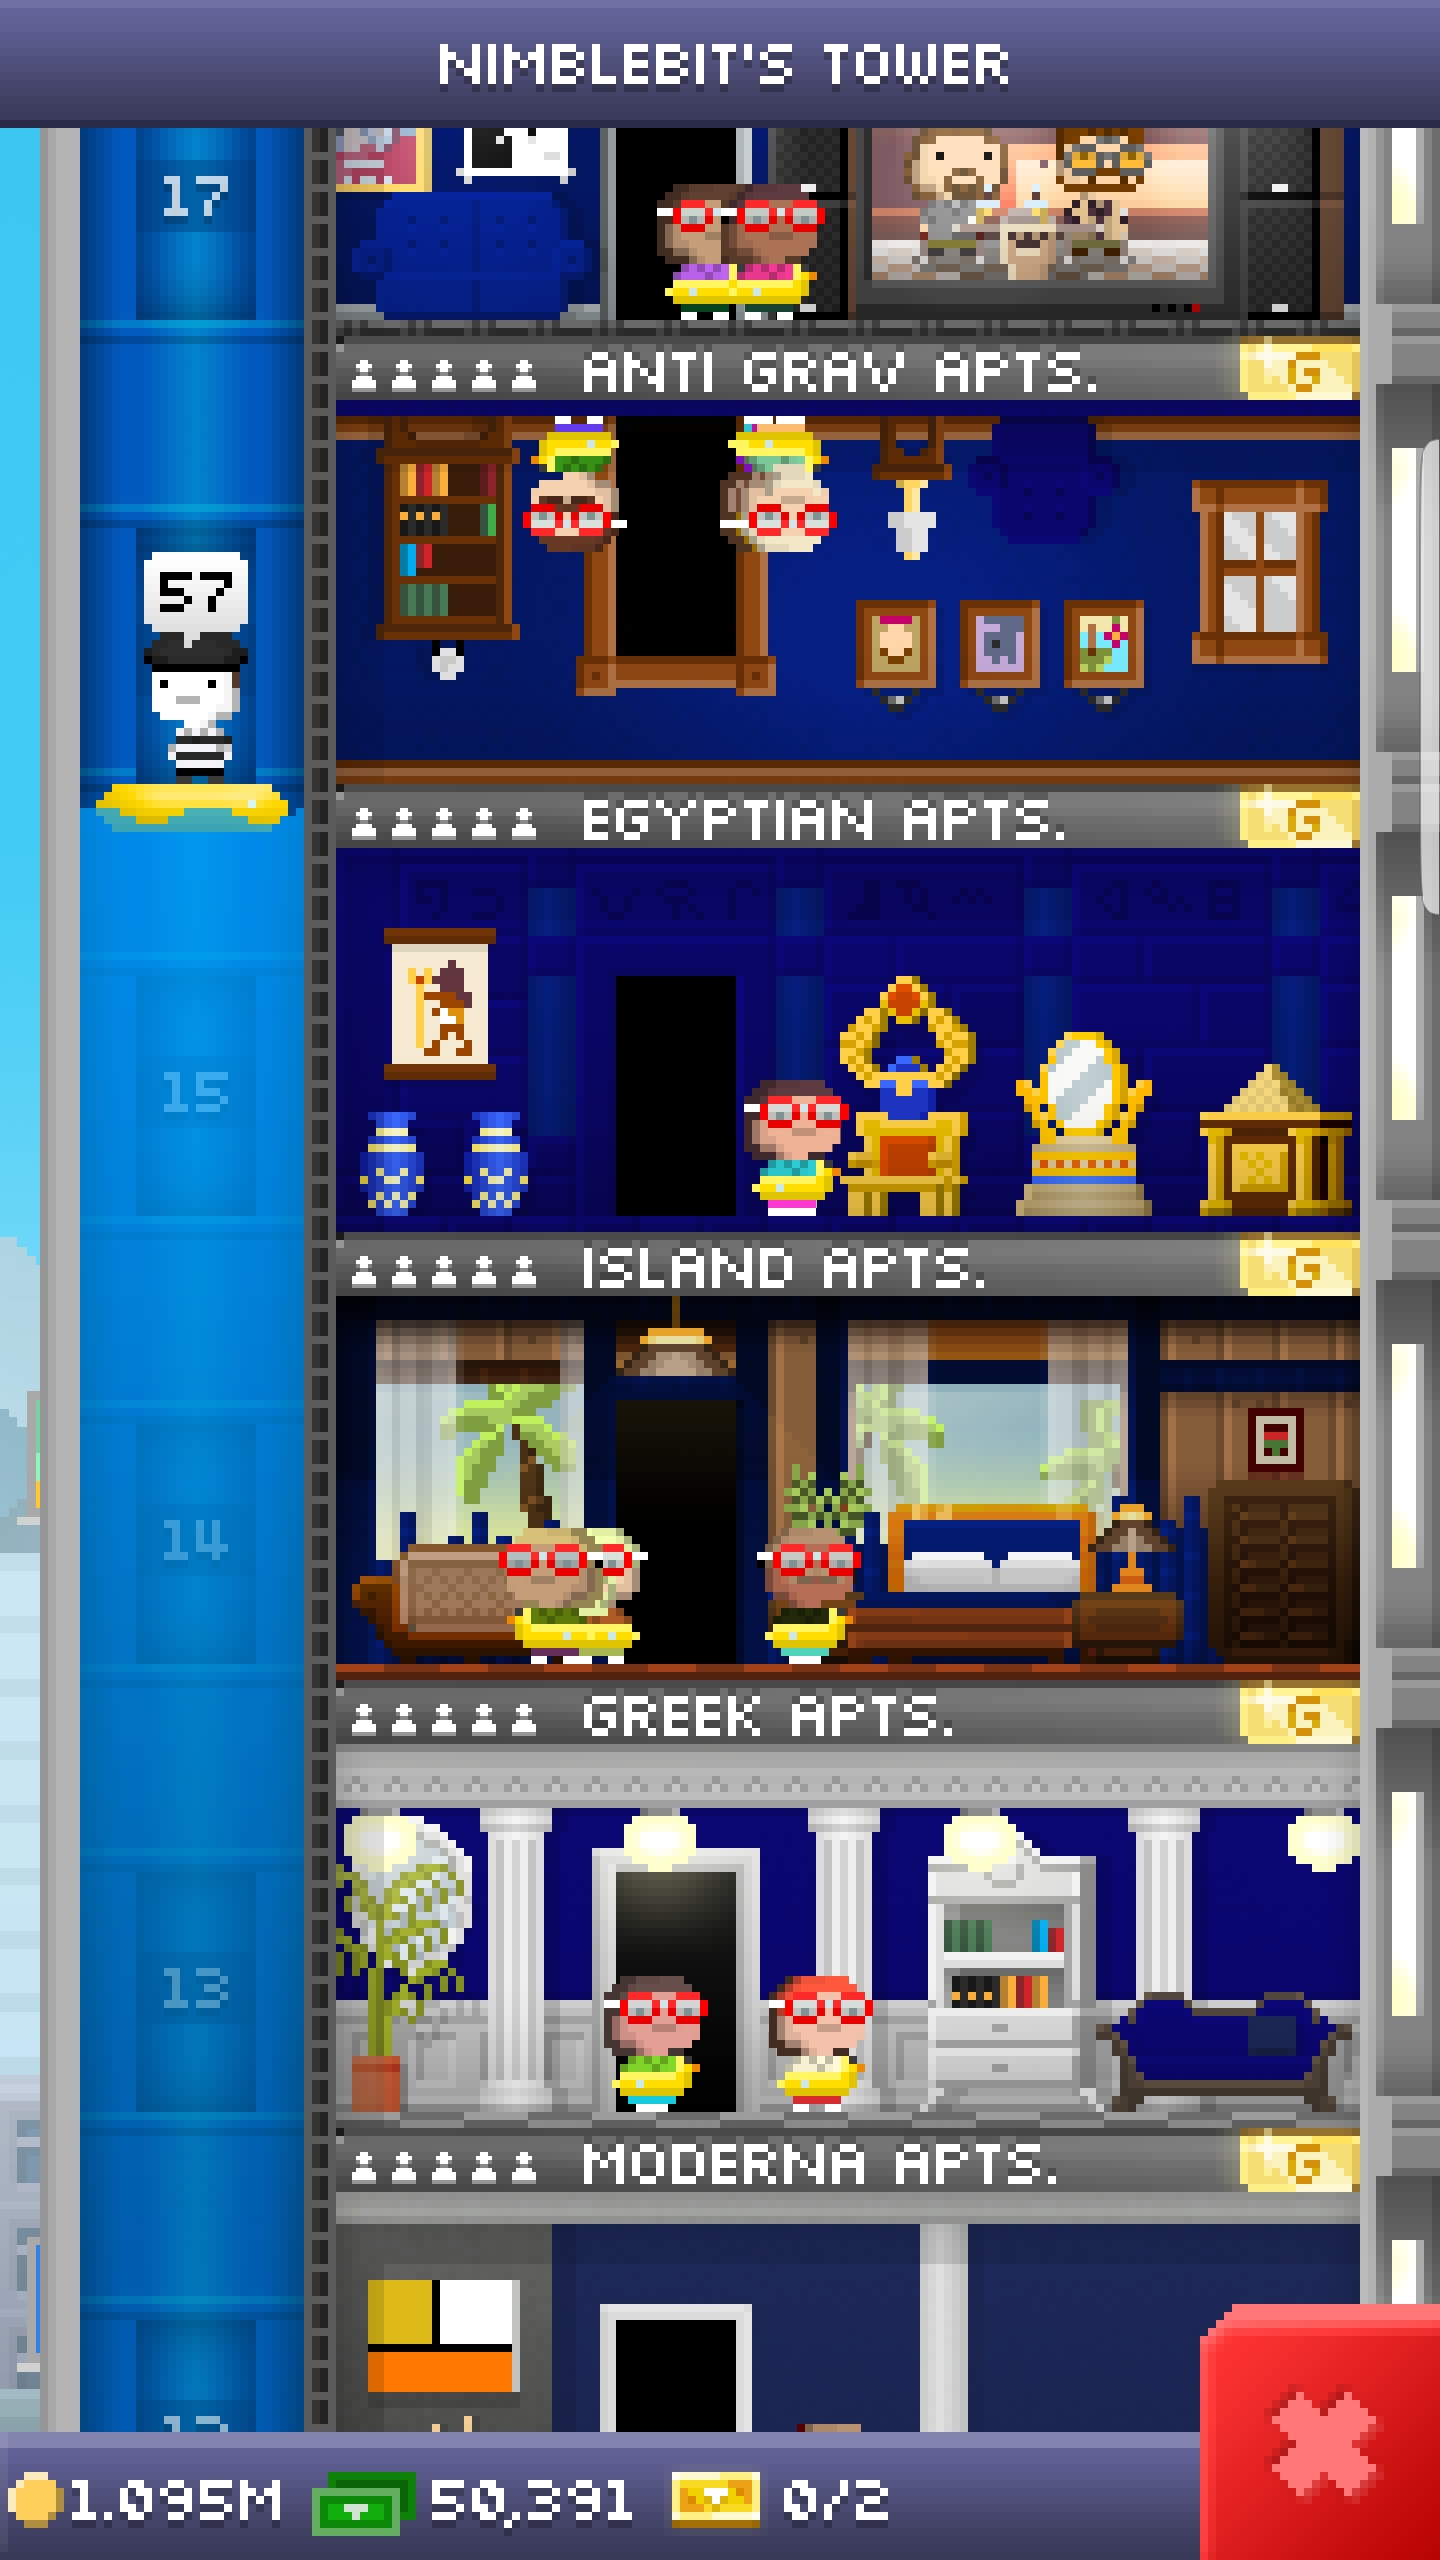 NIMBLEBIT'S TOWER
17
ANTI GRAV APTS. G
57
EGYPTIAN APTS. G
15
ISLAND APTS. G
14
GREEK APTS. G
13
MODERNA APTS. G
12
1.095M 50,391 0/2